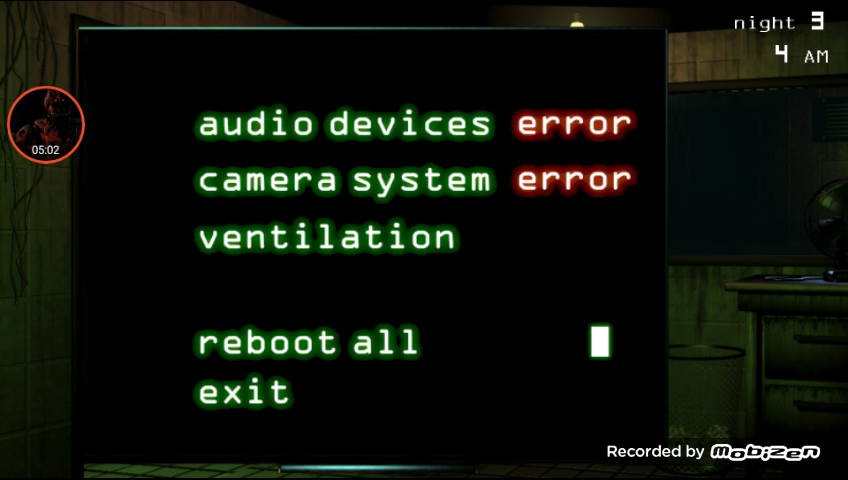 night 3
4 AM
05:02
audio devices error
camera system error
ventilation
reboot all
exit
Recorded by mobizen